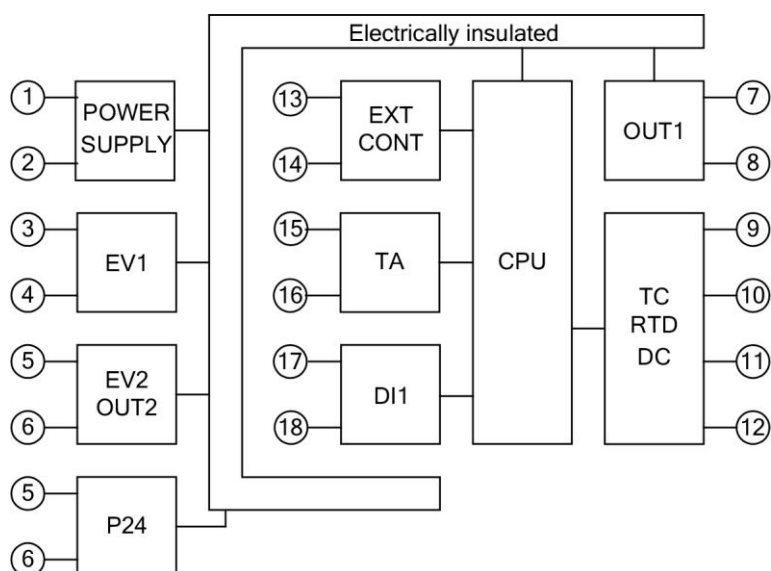 Electrically insulated
1
POWER
SUPPLY
2
3
EV1
4
5
EV2
OUT2
6
5
P24
6
13
EXT
CONT
14
15
TA
16
17
DI1
18
CPU
7
OUT1
8
9
TC
RTD
DC
10
11
12